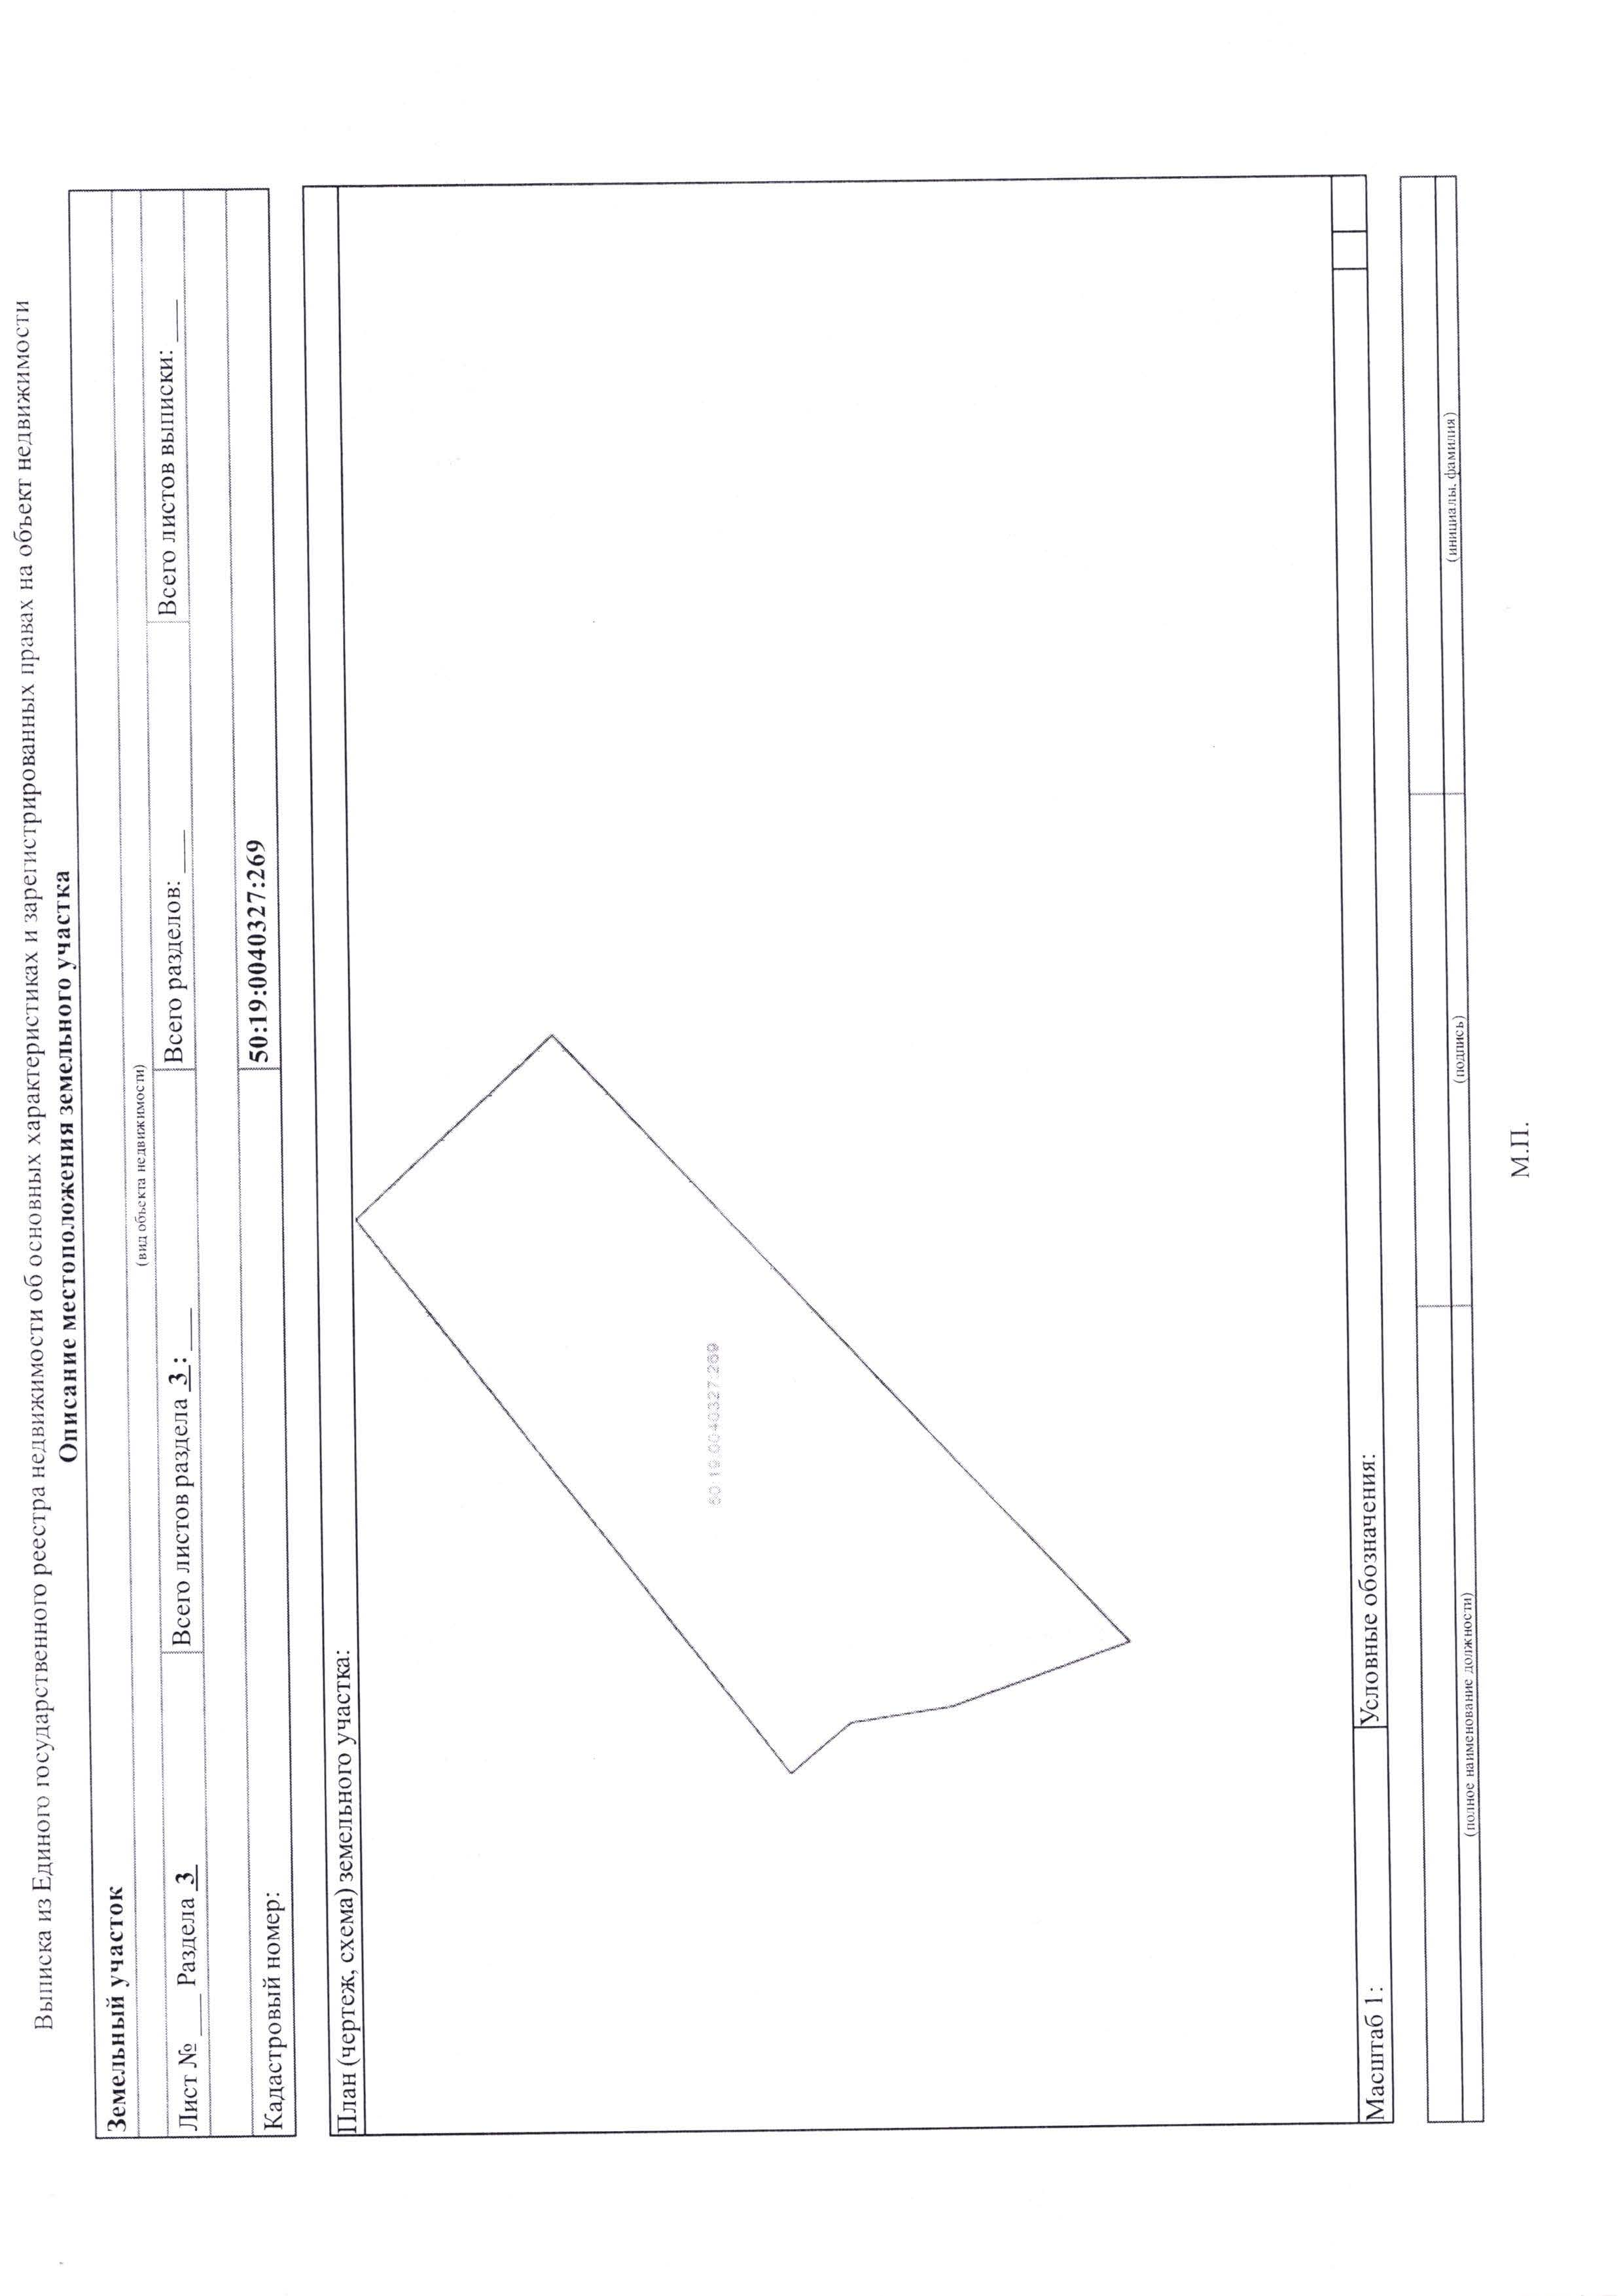 Выписка из Единого государственного реестра недвижимости об основных характеристиках и зарегистрированных правах на объект недвижимости
Описание местоположения земельного участка
Земельный участок
(вид объекта недвижимости)
Лист № ___ Раздела 3 Всего листов раздела 3 : ___ Всего разделов: ___ Всего листов выписки: ___
Кадастровый номер: 50:19:0040327:269
План (чертеж, схема) земельного участка:
50:19:0040327:269
Масштаб 1: Условные обозначения:
(полное наименование должности) (подпись) (инициалы, фамилия)
М.П.